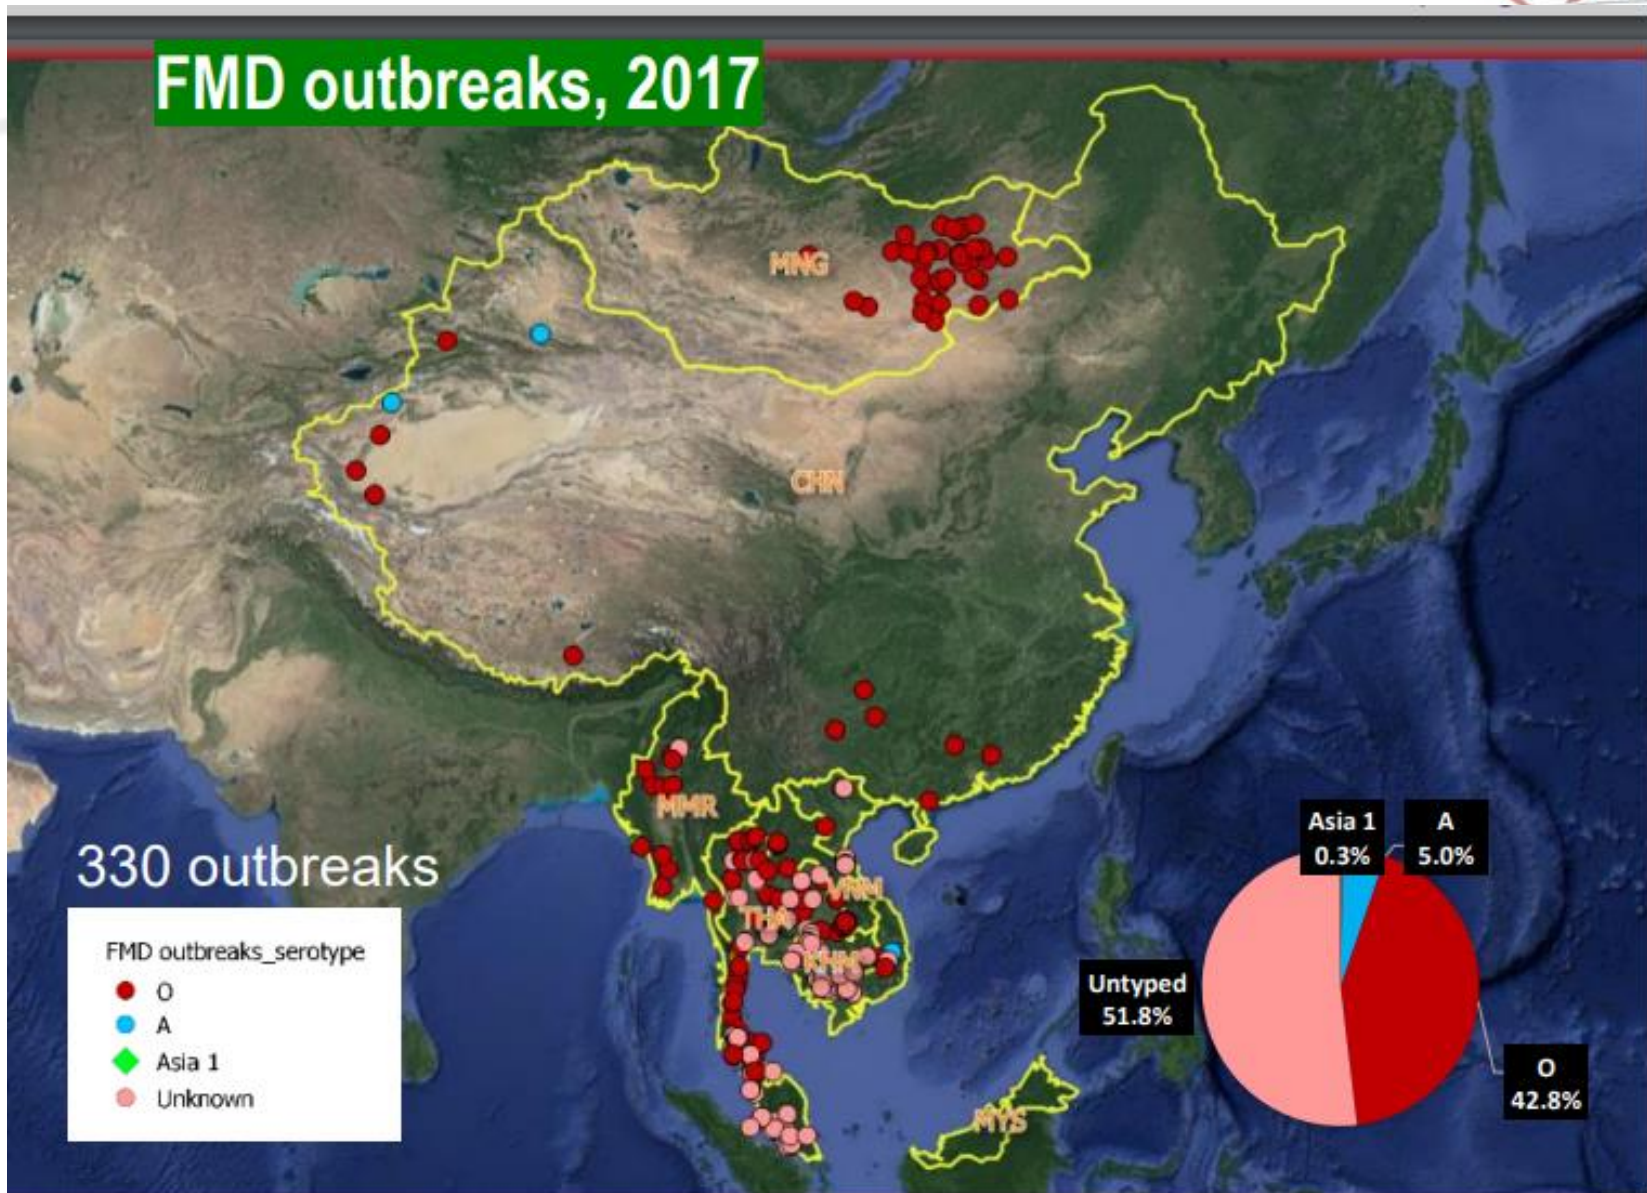 FMD outbreaks, 2017
MNG
CHN
MMR
VNM
THA
KHM
MYS
330 outbreaks
FMD outbreaks_serotype
O
A
Asia 1
Unknown
Asia 1
0.3%
A
5.0%
Untyped
51.8%
O
42.8%